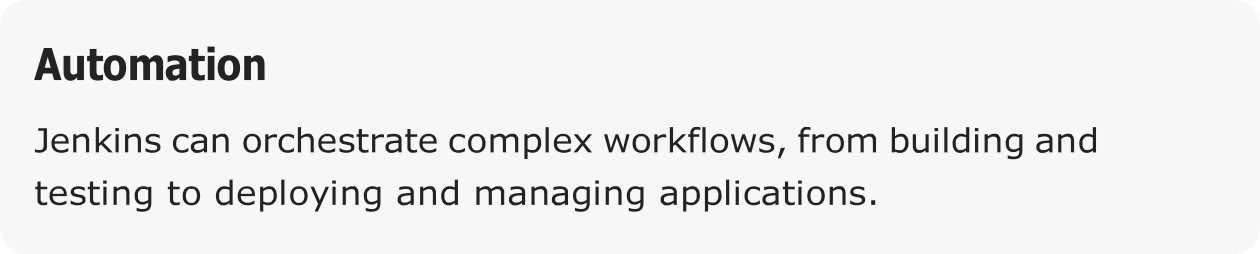 Automation
Jenkins can orchestrate complex workflows, from building and
testing to deploying and managing applications.